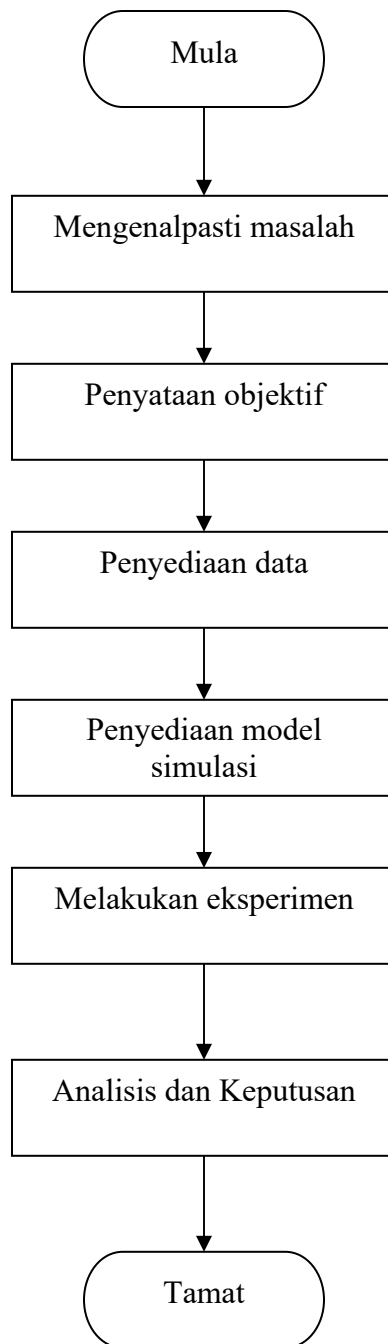 Mula
Mengenalpasti masalah
Penyataan objektif
Penyediaan data
Penyediaan model
simulasi
Melakukan eksperimen
Analisis dan Keputusan
Tamat